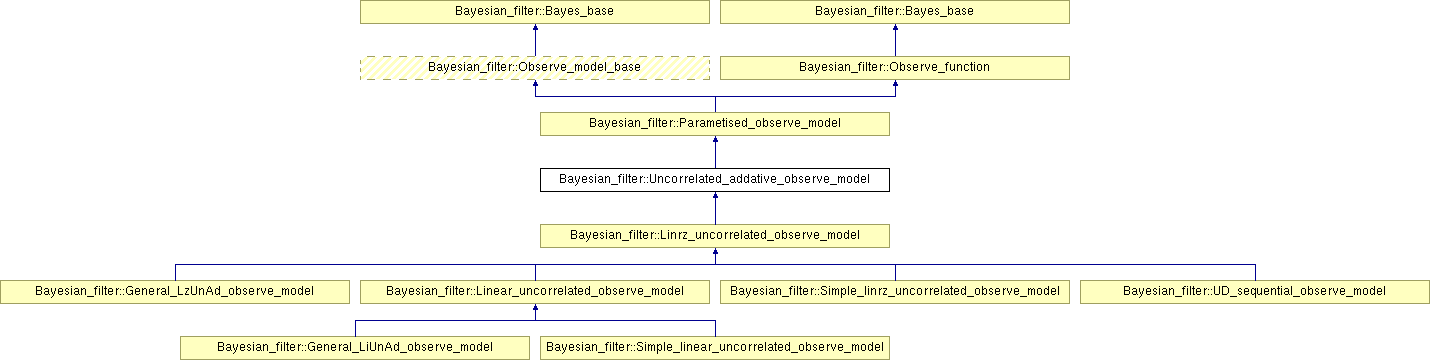 Bayesian_filter::Bayes_base
Bayesian_filter::Bayes_base
Bayesian_filter::Observe_model_base
Bayesian_filter::Observe_function
Bayesian_filter::Parametised_observe_model
Bayesian_filter::Uncorrelated_addative_observe_model
Bayesian_filter::Linrz_uncorrelated_observe_model
Bayesian_filter::General_LzUnAd_observe_model
Bayesian_filter::Linear_uncorrelated_observe_model
Bayesian_filter::Simple_linrz_uncorrelated_observe_model
Bayesian_filter::UD_sequential_observe_model
Bayesian_filter::General_LiUnAd_observe_model
Bayesian_filter::Simple_linear_uncorrelated_observe_model